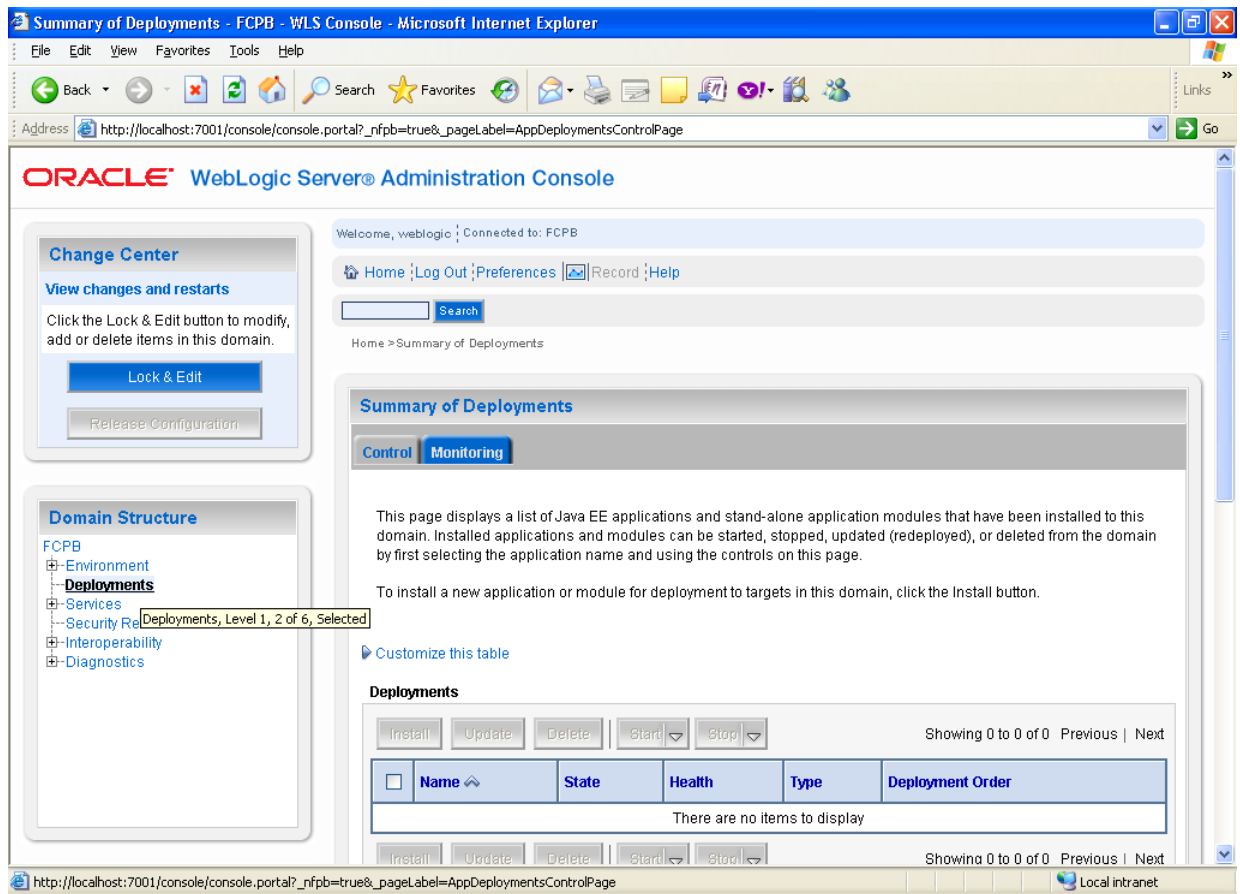 Summary of Deployments - FCPB - WLS Console - Microsoft Internet Explorer
File Edit View Favorites Tools Help
Back Search Favorites Links
Address http://localhost:7001/console/console.portal?_nfpb=true&_pageLabel=AppDeploymentsControlPage Go
ORACLE WebLogic Server® Administration Console
Change Center
View changes and restarts
Click the Lock & Edit button to modify,
add or delete items in this domain.
Lock & Edit
Release Configuration
Domain Structure
FCPB
Environment
Deployments
Services
Security Re
Deployments, Level 1, 2 of 6, Selected
Interoperability
Diagnostics
Welcome, weblogic Connected to: FCPB
Home Log Out Preferences Record Help
Search
Home >Summary of Deployments
Summary of Deployments
Control Monitoring
This page displays a list of Java EE applications and stand-alone application modules that have been installed to this
domain. Installed applications and modules can be started, stopped, updated (redeployed), or deleted from the domain
by first selecting the application name and using the controls on this page.
To install a new application or module for deployment to targets in this domain, click the Install button.
Customize this table
Deployments
Install Update Delete Start Stop Showing 0 to 0 of 0 Previous | Next
Name State Health Type Deployment Order
There are no items to display
Install Update Delete Start Stop Showing 0 to 0 of 0 Previous | Next
http://localhost:7001/console/console.portal?_nfpb=true&_pageLabel=AppDeploymentsControlPage Local intranet